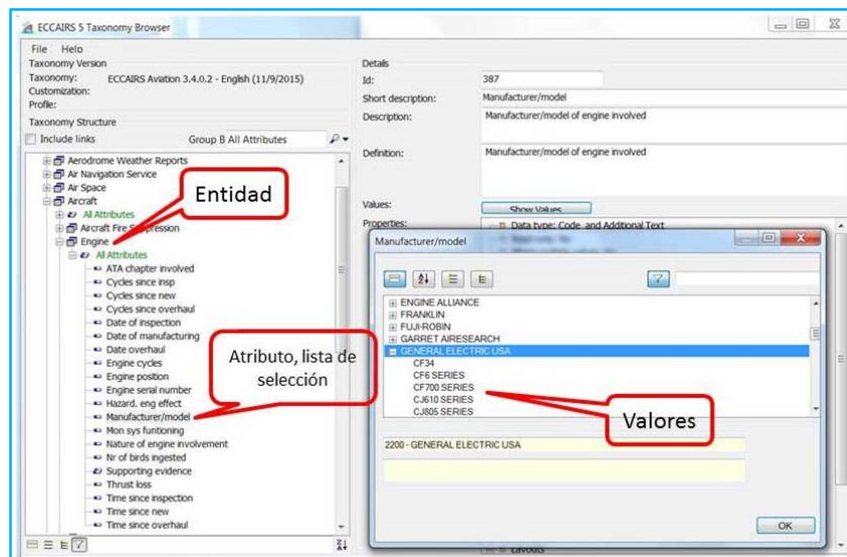 ECCAIRS 5 Taxonomy Browser
File Help
Taxonomy Version
Taxonomy: ECCAIRS Aviation 3.4.0.2 - English (11/9/2015)
Customization:
Profile:
Taxonomy Structure
Include links Group B All Attributes
Aerodrome Weather Reports
Air Navigation Service
Air Space
Aircraft
All Attributes
Aircraft Fire Suppression
Engine
All Attributes
ATA chapter involved
Cycles since insp
Cycles since new
Cycles since overhaul
Date of inspection
Date of manufacturing
Date overhaul
Engine cycles
Engine position
Engine serial number
Hazard. eng effect
Manufacturer/model
Mon sys funtioning
Nature of engine involvement
Nr of birds ingested
Supporting evidence
Thrust loss
Time since inspection
Time since new
Time since overhaul
Entidad
Atributo, lista de
selección
Details
Id: 387
Short description: Manufacturer/model
Description: Manufacturer/model of engine involved
Definition: Manufacturer/model of engine involved
Values: Show Values
Properties: Data type: Code and Additional Text
Manufacturer/model
ENGINE ALLIANCE
FRANKLIN
FUJI-ROBIN
GARRET AIRESEARCH
GENERAL ELECTRIC USA
CF34
CF6 SERIES
CF700 SERIES
CJ610 SERIES
CJ805 SERIES
Valores
2200 - GENERAL ELECTRIC USA
OK
Layouts